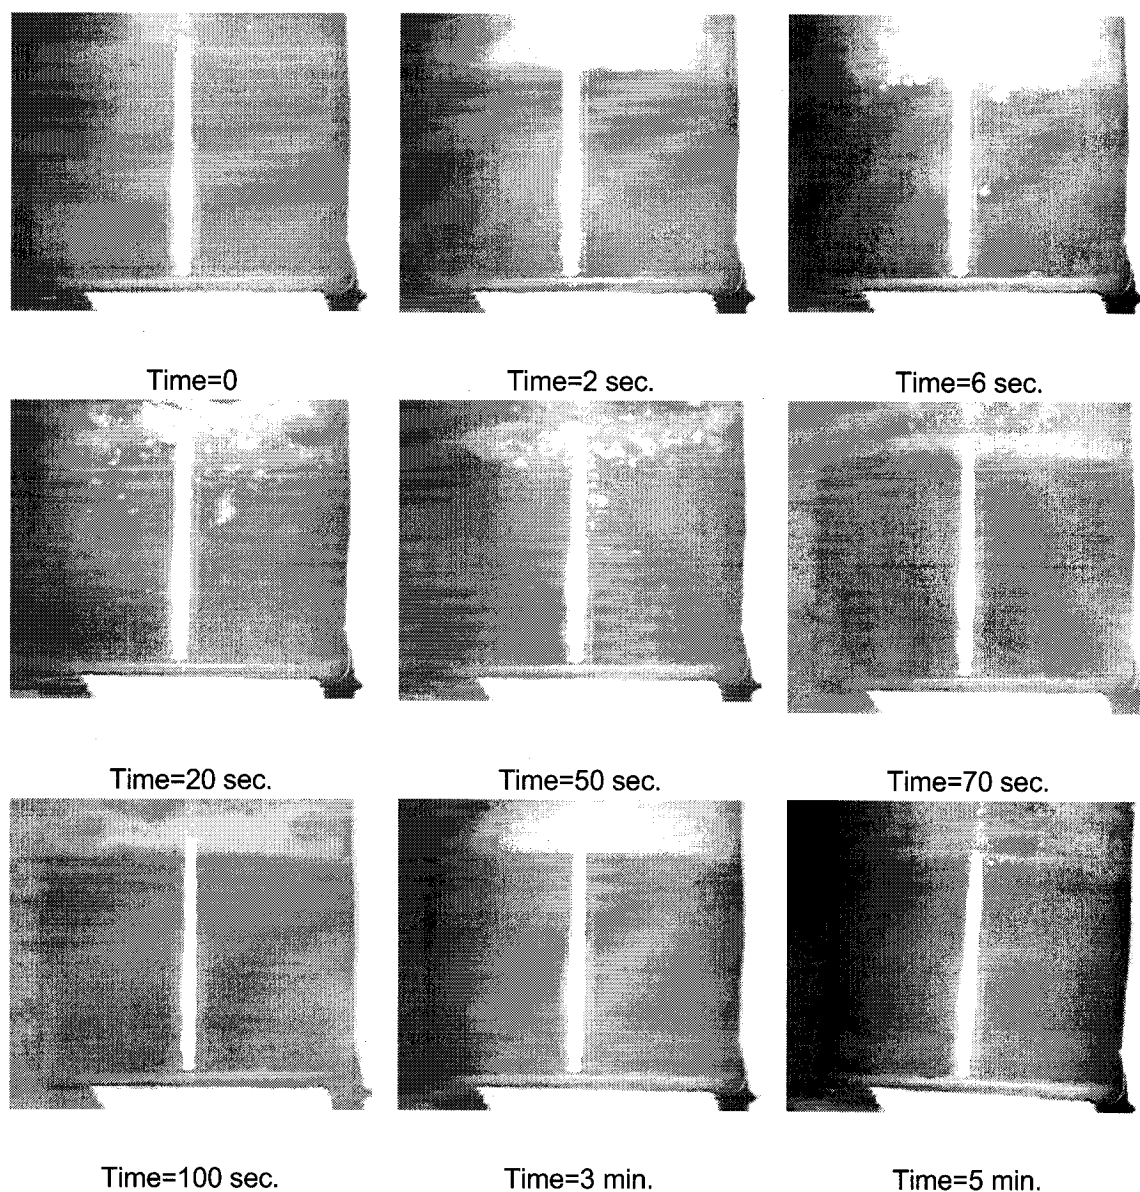 Time=0
Time=2 sec.
Time=6 sec.
Time=20 sec.
Time=50 sec.
Time=70 sec.
Time=100 sec.
Time=3 min.
Time=5 min.